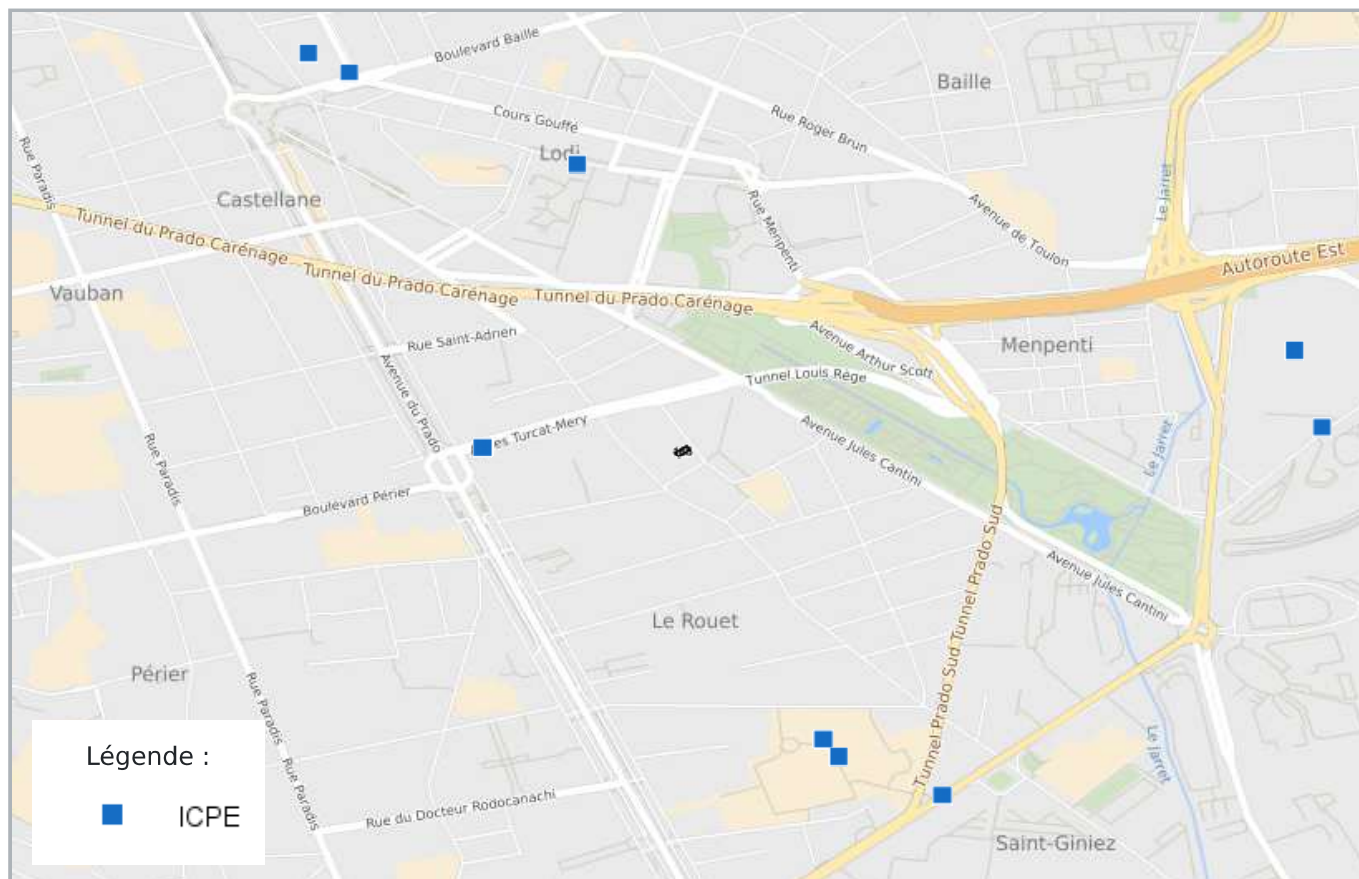 Boulevard Baille
Baille
Cours Gouffé
Rue Roger Brun
Rue Paradis
Lodi
Le Jarret
Castellane
Rue Menpenti
Avenue de Toulon
Tunnel du Prado Carénage
Tunnel du Prado Carénage
Tunnel du Prado Carénage
Autoroute Est
Vauban
Rue Saint-Adrien
Avenue Arthur Scott
Menpenti
Avenue du Prado
Tunnel Louis Rège
es Turcat-Mery
Avenue Jules Cantini
Le Jarret
Rue Paradis
Boulevard Périer
Tunnel Prado Sud
Tunnel Prado Sud
Avenue Jules Cantini
Le Rouet
Périer
Rue Paradis
Rue Paradis
Le Jarret
Rue du Docteur Rodocanachi
Saint-Giniez
Légende :
ICPE